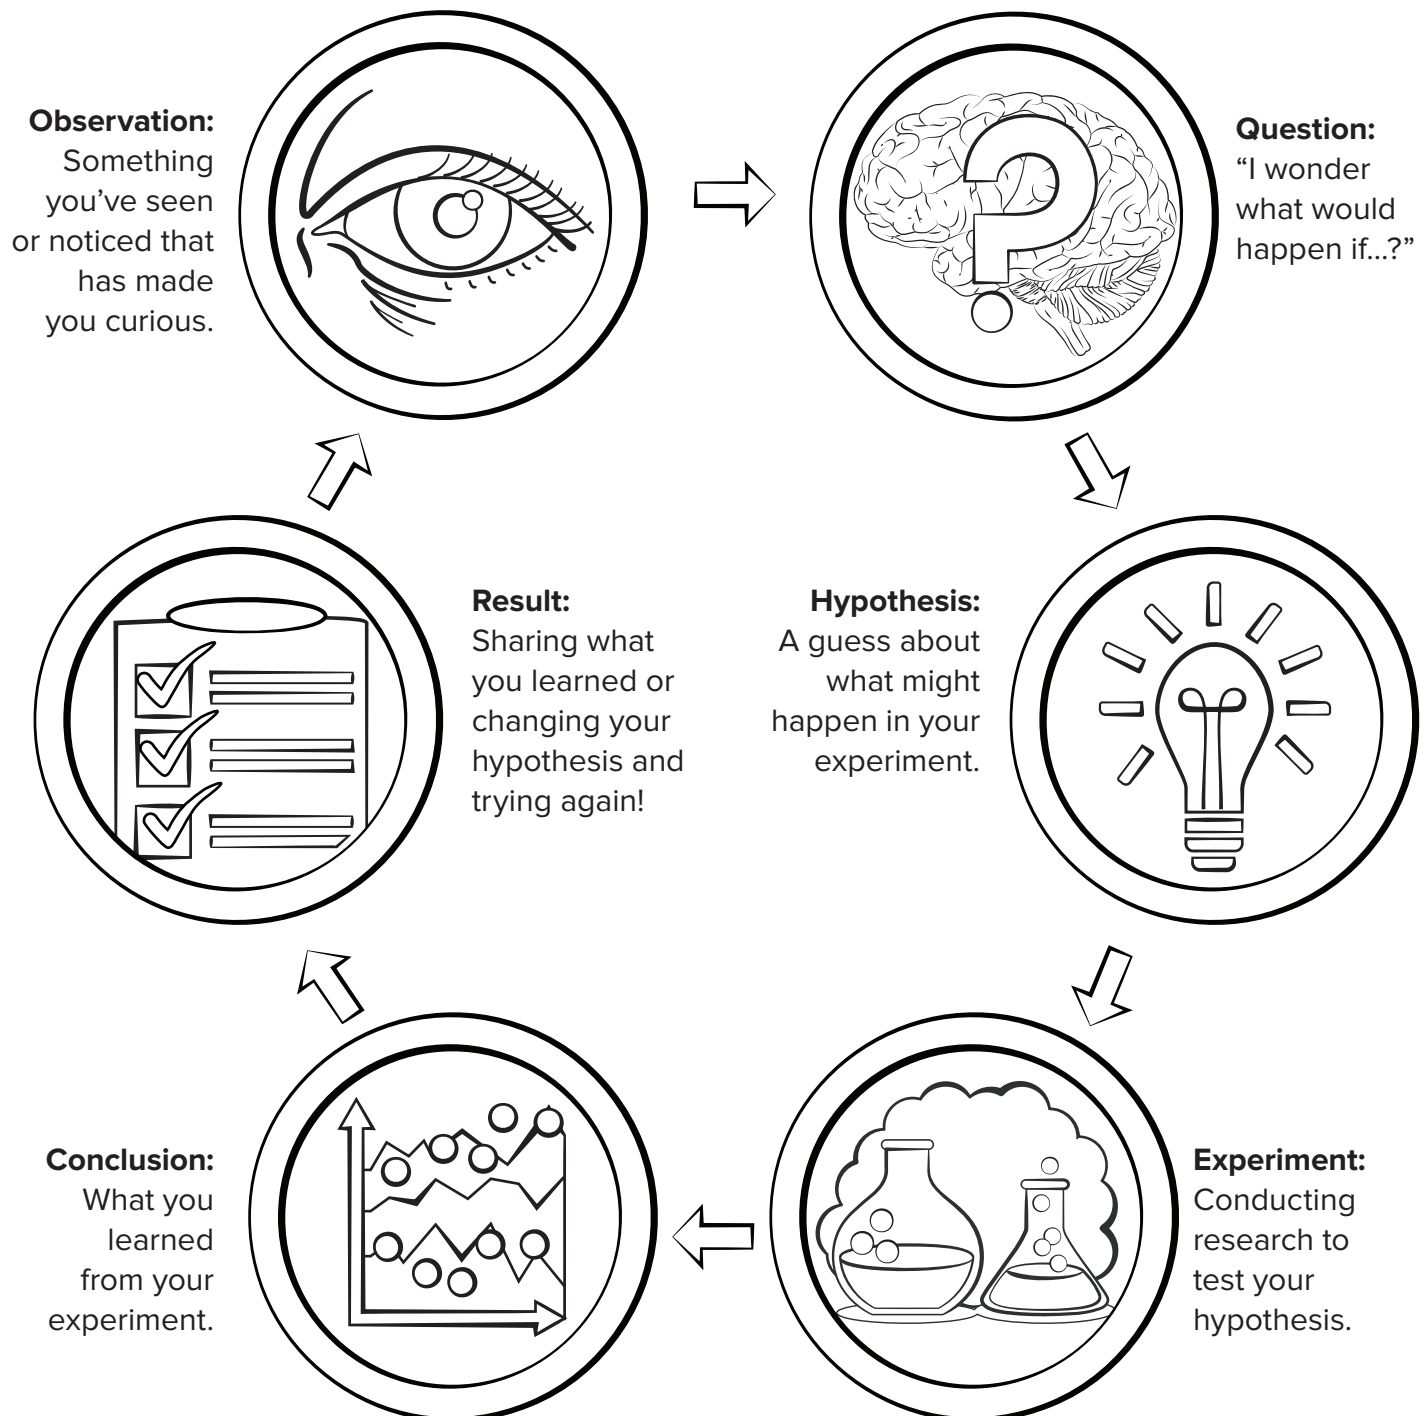 Observation:
Something
you’ve seen
or noticed that
has made
you curious.
Question:
“I wonder
what would
happen if...?”
Hypothesis:
A guess about
what might
happen in your
experiment.
Experiment:
Conducting
research to
test your
hypothesis.
Conclusion:
What you
learned
from your
experiment.
Result:
Sharing what
you learned or
changing your
hypothesis and
trying again!